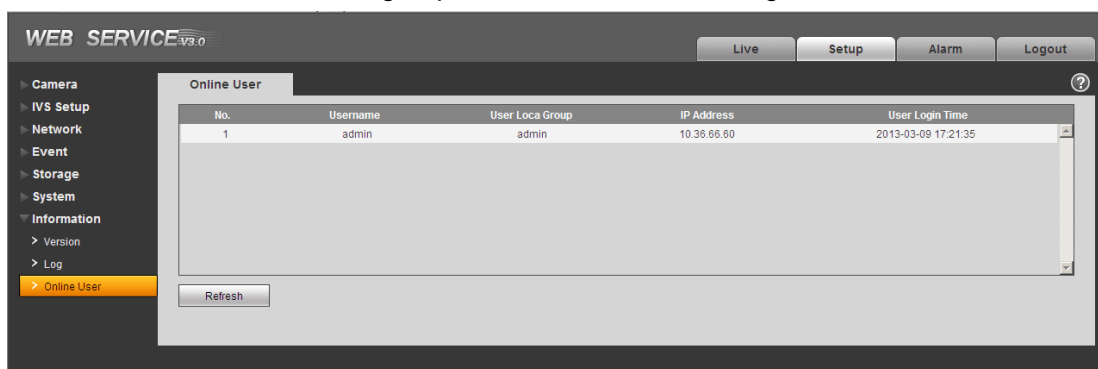 WEB SERVICE V3.0
Live Setup Alarm Logout
Camera
IVS Setup
Network
Event
Storage
System
Information
Version
Log
Online User
Online User
No. Username User Loca Group IP Address User Login Time
1 admin admin 10.36.66.60 2013-03-09 17:21:35
Refresh